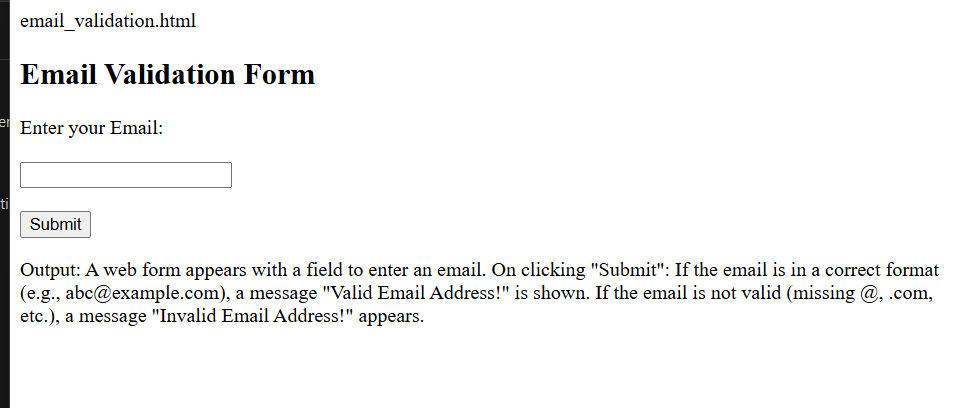 email_validation.html
Email Validation Form
er
Enter your Email:
ti
Submit
Output: A web form appears with a field to enter an email. On clicking "Submit": If the email is in a correct format
(e.g., abc@example.com), a message "Valid Email Address!" is shown. If the email is not valid (missing @, .com,
etc.), a message "Invalid Email Address!" appears.